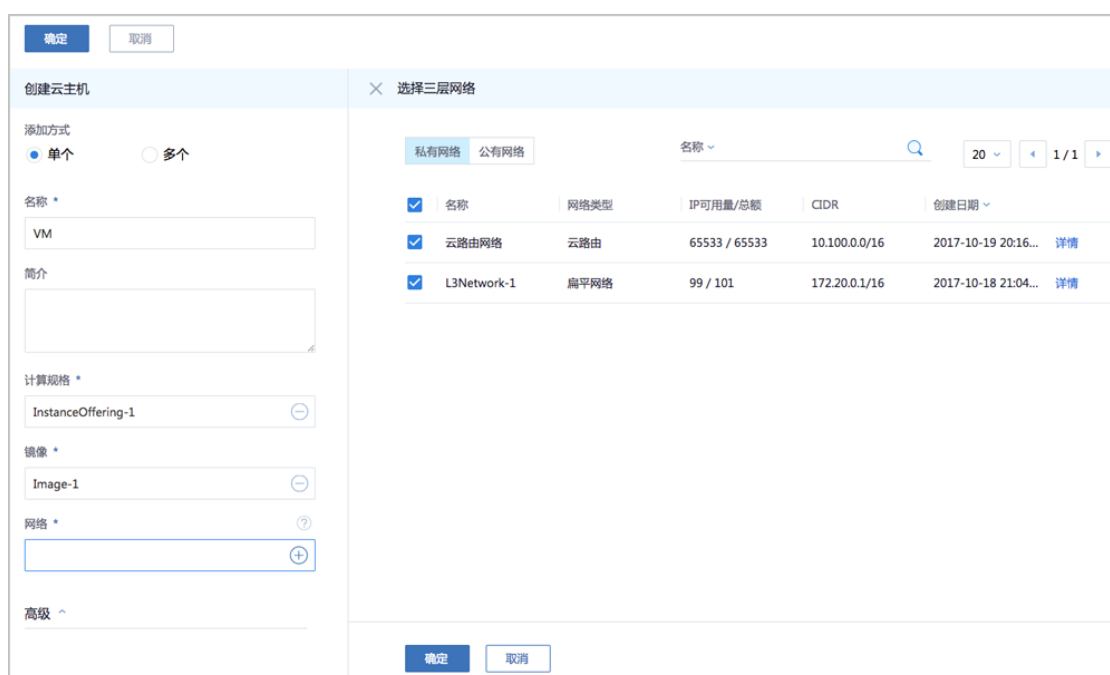 确定 取消
创建云主机
添加方式
单个 多个
名称 *
VM
简介
计算规格 *
InstanceOffering-1
镜像 *
Image-1
网络 *
?
高级
选择三层网络
私有网络 公有网络 名称 20 1 / 1
名称 网络类型 IP可用量/总额 CIDR 创建日期
云路由网络 云路由 65533 / 65533 10.100.0.0/16 2017-10-19 20:16... 详情
L3Network-1 扁平网络 99 / 101 172.20.0.1/16 2017-10-18 21:04... 详情
确定 取消